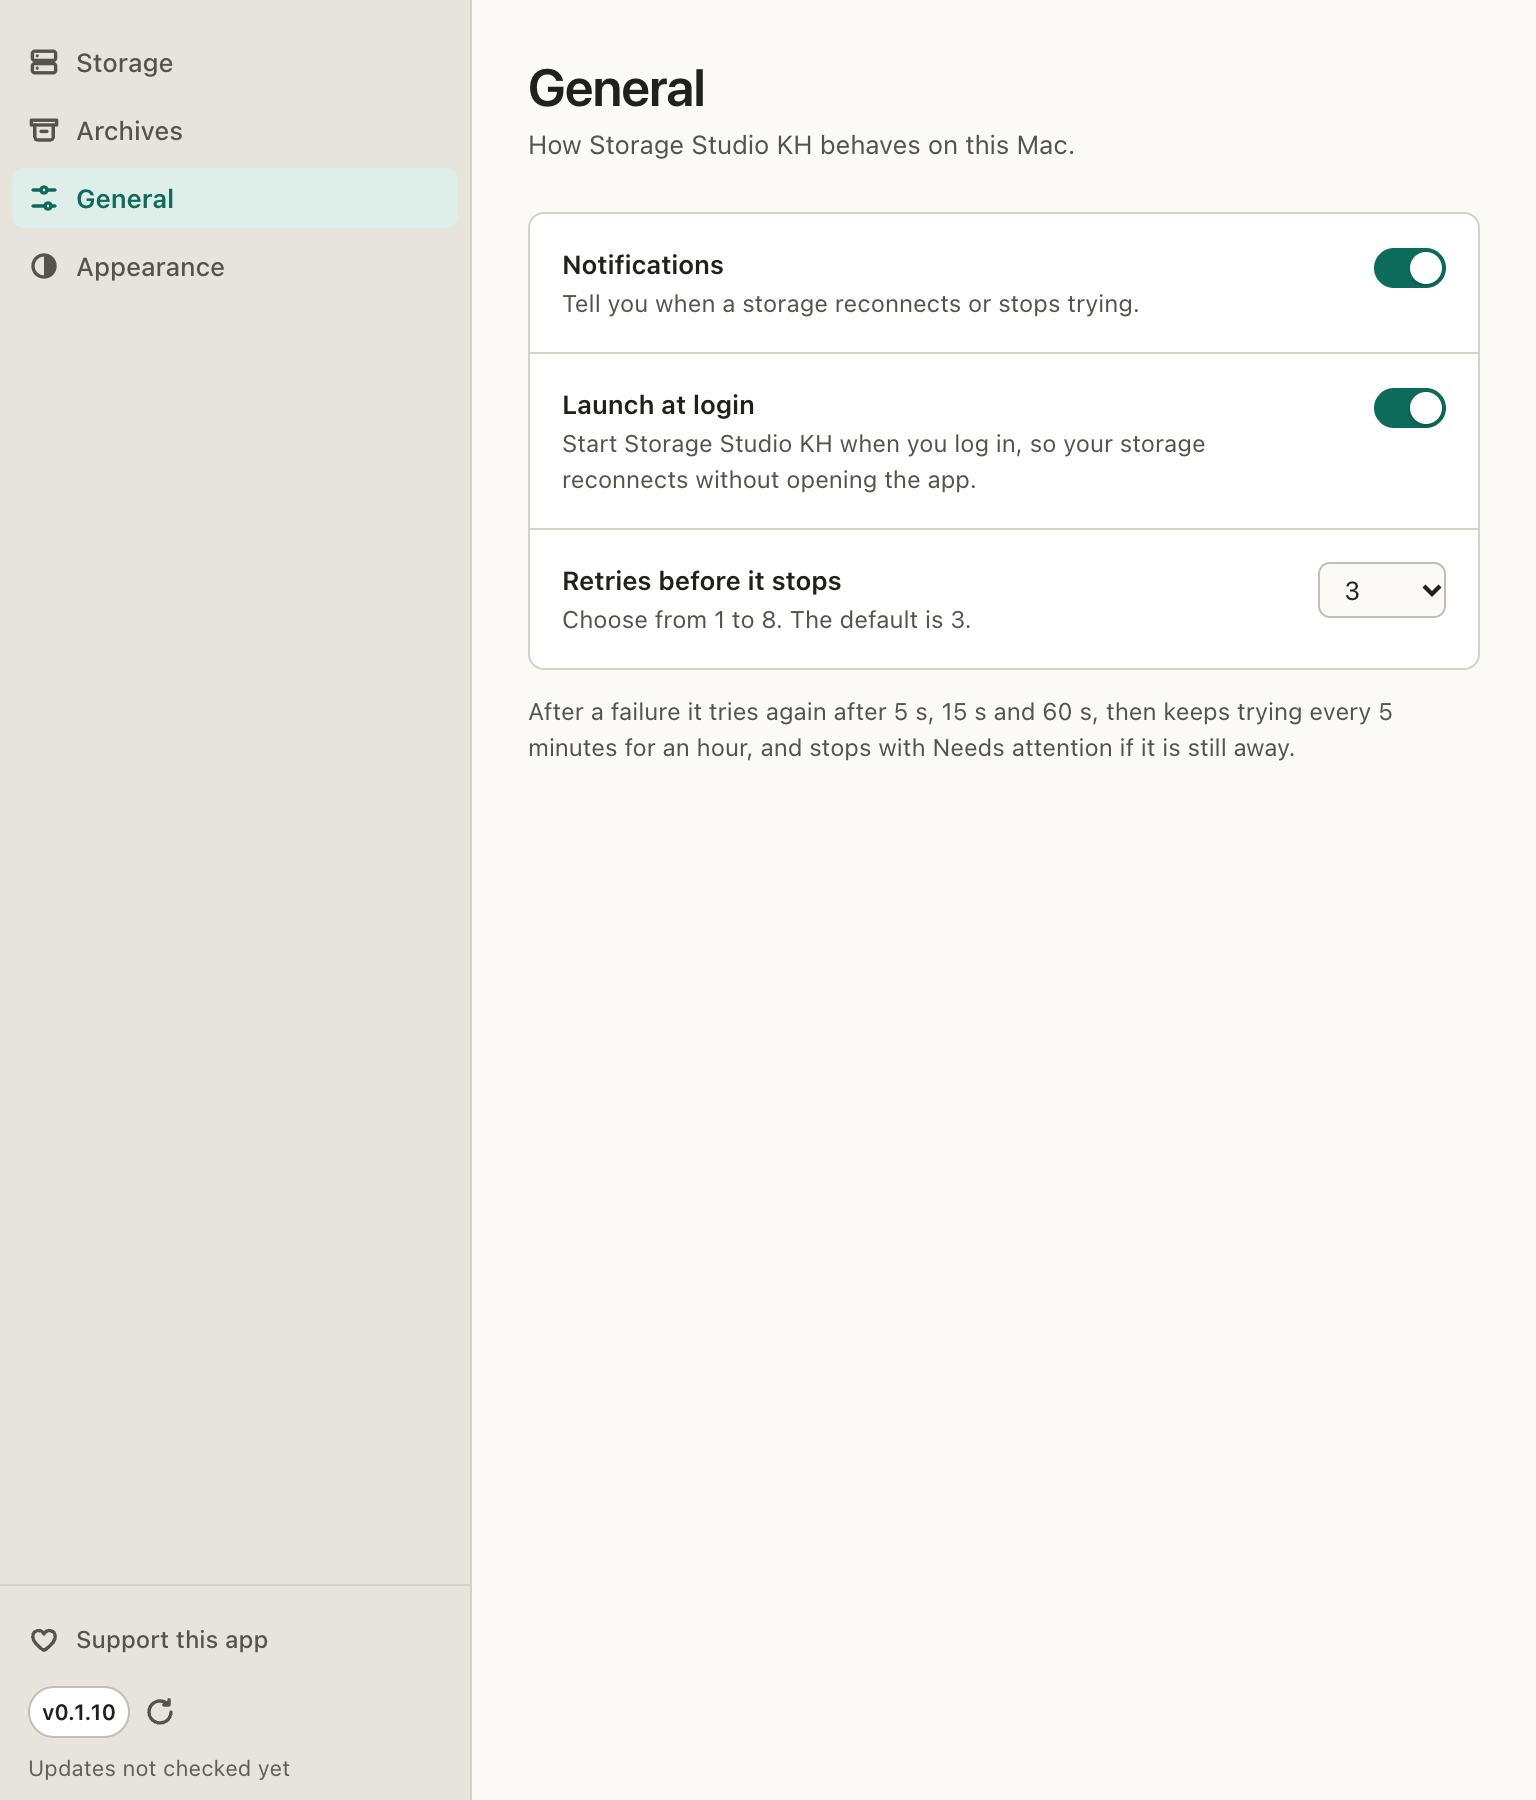 Storage
Archives
General
Appearance
Support this app
v0.1.10
Updates not checked yet
General
How Storage Studio KH behaves on this Mac.
Notifications
Tell you when a storage reconnects or stops trying.
Launch at login
Start Storage Studio KH when you log in, so your storage
reconnects without opening the app.
Retries before it stops
3
Choose from 1 to 8. The default is 3.
After a failure it tries again after 5 s, 15 s and 60 s, then keeps trying every 5
minutes for an hour, and stops with Needs attention if it is still away.